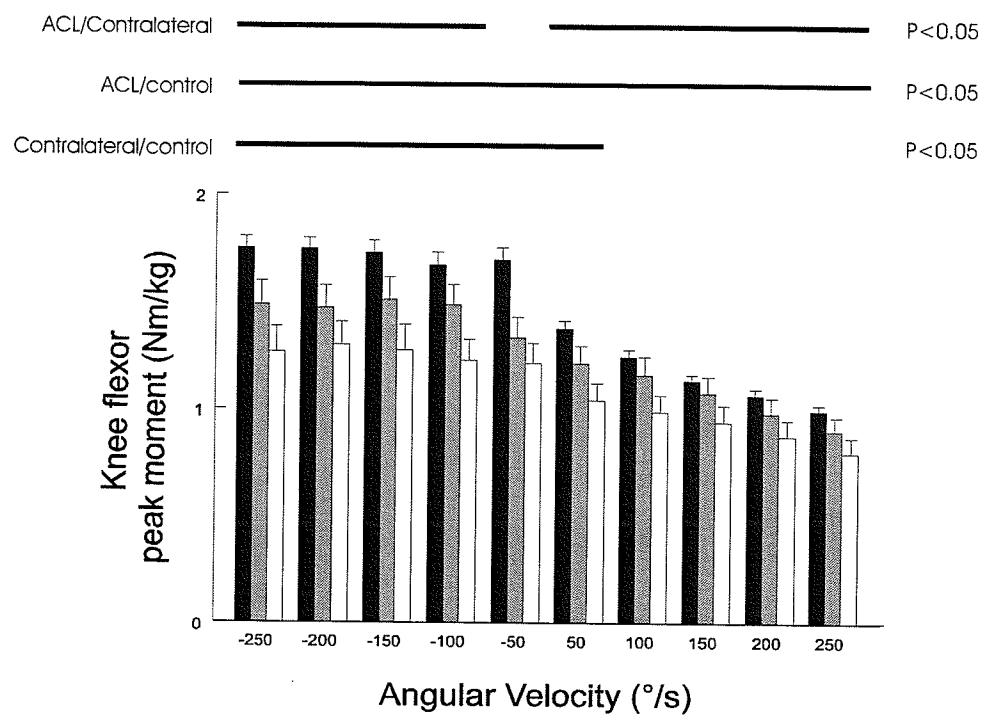 ACL/Contralateral P<0.05
ACL/control P<0.05
Contralateral/control P<0.05
2
1
0
Knee flexor
peak moment (Nm/kg)
-250 -200 -150 -100 -50 50 100 150 200 250
Angular Velocity (°/s)